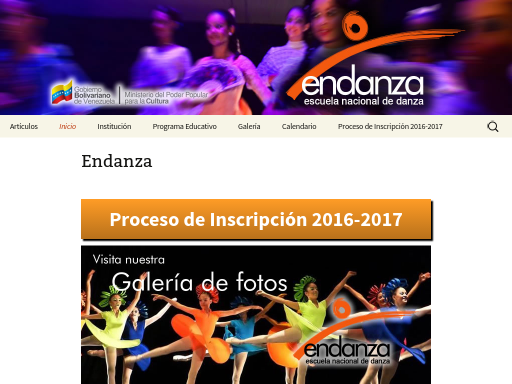 endanza
escuela nacional de danza
Gobierno
Bolivariano
de Venezuela
Ministerio del Poder Popular
para la Cultura
Artículos
Inicio
Institución
Programa Educativo
Galería
Calendario
Proceso de Inscripción 2016-2017
Endanza
Proceso de Inscripción 2016-2017
Visita nuestra
Galería de fotos
endanza
escuela nacional de danza